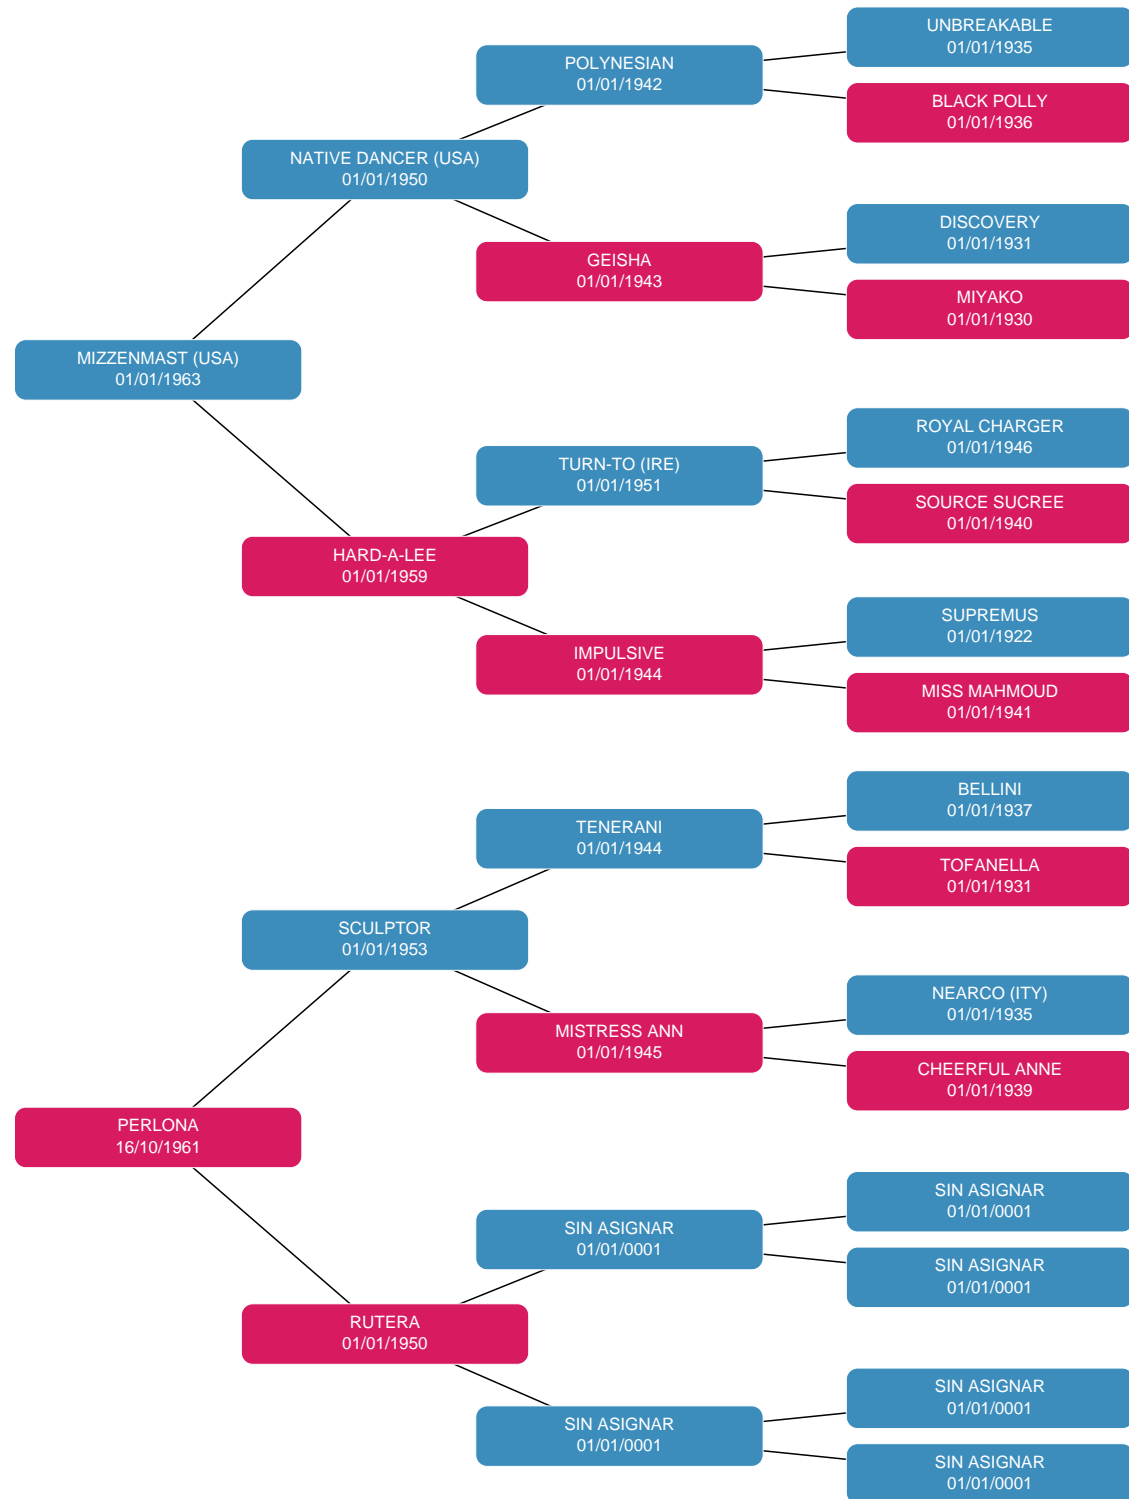 UNBREAKABLE
01/01/1935
POLYNESIAN
01/01/1942
BLACK POLLY
01/01/1936
NATIVE DANCER (USA)
01/01/1950
DISCOVERY
01/01/1931
GEISHA
01/01/1943
MIYAKO
01/01/1930
MIZZENMAST (USA)
01/01/1963
ROYAL CHARGER
01/01/1946
TURN-TO (IRE)
01/01/1951
SOURCE SUCREE
01/01/1940
HARD-A-LEE
01/01/1959
SUPREMUS
01/01/1922
IMPULSIVE
01/01/1944
MISS MAHMOUD
01/01/1941
BELLINI
01/01/1937
TENERANI
01/01/1944
TOFANELLA
01/01/1931
SCULPTOR
01/01/1953
NEARCO (ITY)
01/01/1935
MISTRESS ANN
01/01/1945
CHEERFUL ANNE
01/01/1939
PERLONA
16/10/1961
SIN ASIGNAR
01/01/0001
SIN ASIGNAR
01/01/0001
SIN ASIGNAR
01/01/0001
RUTERA
01/01/1950
SIN ASIGNAR
01/01/0001
SIN ASIGNAR
01/01/0001
SIN ASIGNAR
01/01/0001